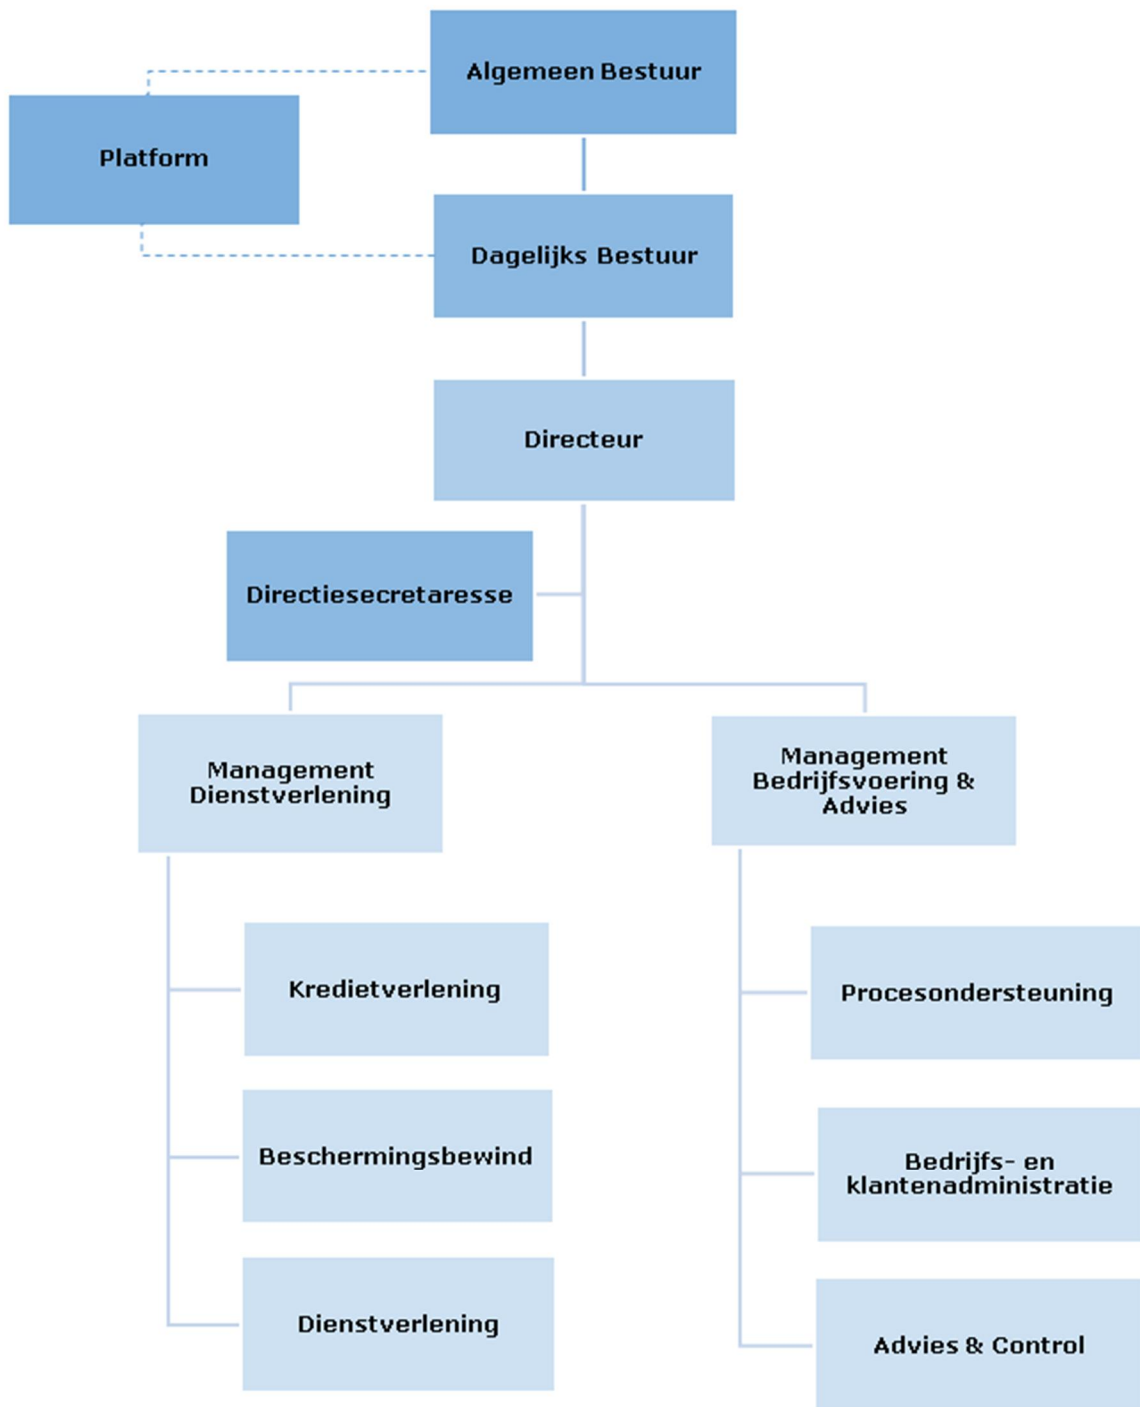 Algemeen Bestuur
Platform
Dagelijks Bestuur
Directeur
Directiesecretaresse
Management
Dienstverlening
Management
Bedrijfsvoering &
Advies
Kredietverlening
Procesondersteuning
Beschermingsbewind
Bedrijfs- en
klantenadministratie
Dienstverlening
Advies & Control